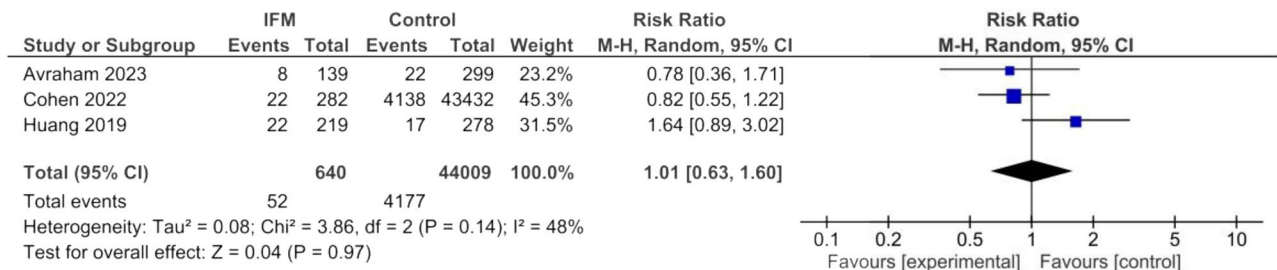 IFM Control Risk Ratio Risk Ratio
Study or Subgroup Events Total Events Total Weight M-H, Random, 95% CI M-H, Random, 95% CI
Avraham 2023 8 139 22 299 23.2% 0.78 [0.36, 1.71]
Cohen 2022 22 282 4138 43432 45.3% 0.82 [0.55, 1.22]
Huang 2019 22 219 17 278 31.5% 1.64 [0.89, 3.02]
Total (95% CI) 640 44009 100.0% 1.01 [0.63, 1.60]
Total events 52 4177
Heterogeneity: Tau² = 0.08; Chi² = 3.86, df = 2 (P = 0.14); I² = 48%
Test for overall effect: Z = 0.04 (P = 0.97)
0.1 0.2 0.5 1 2 5 10
Favours [experimental] Favours [control]